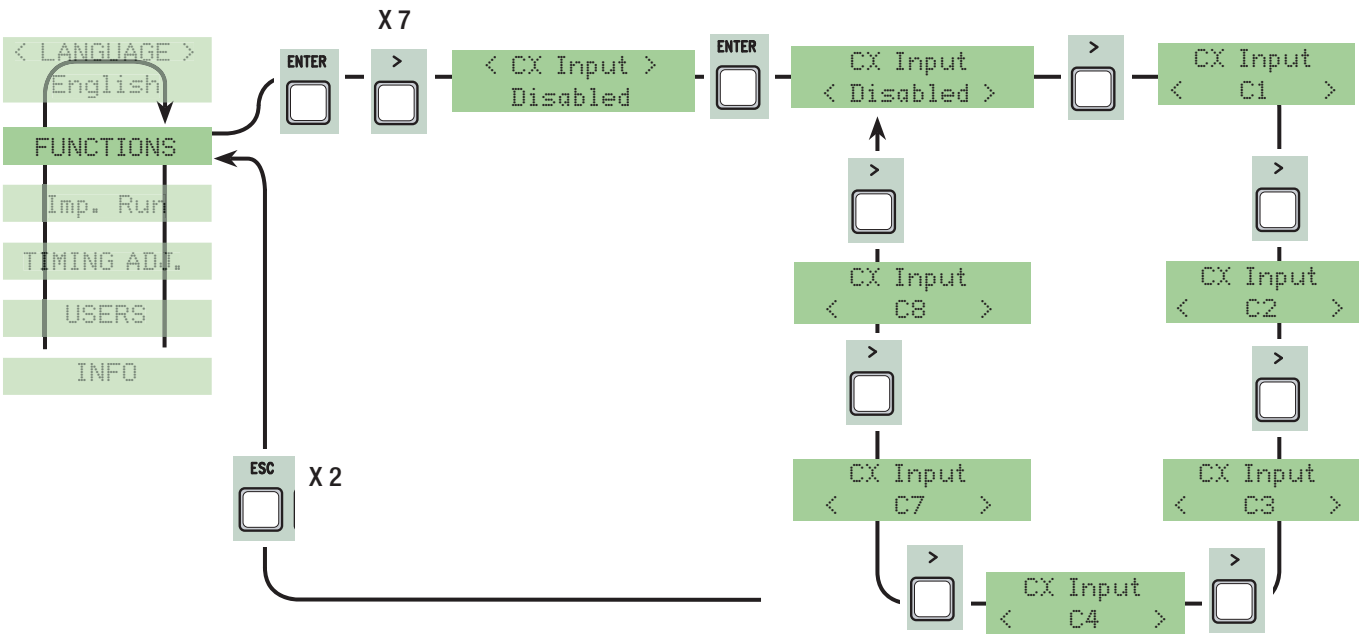 X 7
< LANGUAGE >
English
FUNCTIONS
Imp. Run
TIMING ADJ.
USERS
INFO
ENTER
>
< CX Input >
Disabled
ENTER
CX Input
< Disabled >
>
CX Input
< C1 >
>
CX Input
< C2 >
>
CX Input
< C3 >
>
CX Input
< C4 >
>
CX Input
< C7 >
>
CX Input
< C8 >
>
ESC
X 2